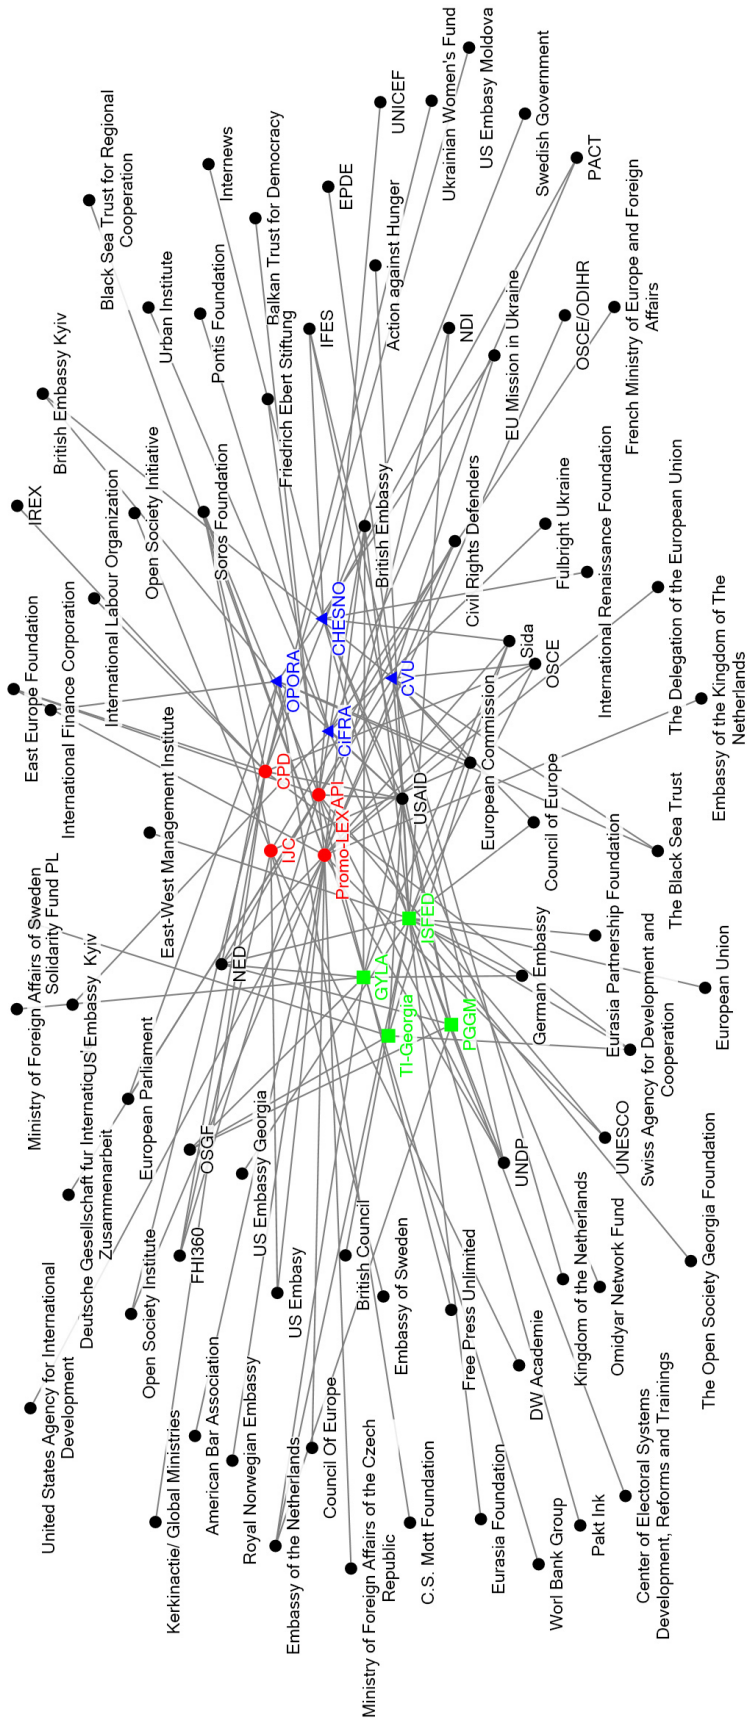 Black Sea Trust for Regional
Cooperation
Internews
Balkan Trust for Democracy
EPDE
UNICEF
Ukrainian Women's Fund
US Embasy Moldova
Swedish Government
PACT
British Embassy Kyiv
Urban Institute
Pontis Foundation
Friedrich Ebert Stiftung
IFES
Action against Hunger
NDI
EU Mission in Ukraine
OSCE/ODIHR
French Ministry of Europe and Foreign
Affairs
IREX
International Labour Organization
Open Society Initiative
Soros Foundation
British Embassy
Civil Rights Defenders
Fulbright Ukraine
International Renaissance Foundation
The Delegation of the European Union
East Europe Foundation
International Finance Corporation
OPORA
CHESNO
CVU
CiFRA
Sida
OSCE
Embassy of the Kingdom of The
Netherlands
East-West Management Institute
CPD
API
IJC
Promo-LEX
USAID
European Commission
Council of Europe
The Black Sea Trust
Ministry of Foreign Affairs of Sweden
Solidarity Fund PL
US Embassy Kyiv
NED
GYLA
ISFED
TI-Georgia
PGGM
German Embassy
Eurasia Partnership Foundation
Swiss Agency for Development and
Cooperation
European Union
Deutsche Gesellschaft fur Internatic
Zusammenarbeit
European Parliament
OSGF
US Embassy Georgia
UNDP
UNESCO
United States Agency for International
Development
Open Society Institute
FHI360
US Embasy
British Council
Embassy of Sweden
Free Press Unlimited
DW Academie
Kingdom of the Netherlands
Omidyar Network Fund
The Open Society Georgia Foundation
Kerkinactie/ Global Ministries
American Bar Association
Royal Norwegian Embassy
Embassy of the Netherlands
Council Of Europe
Ministry of Foreign Affairs of the Czech
Republic
C.S. Mott Foundation
Eurasia Foundation
Worl Bank Group
Pakt Ink
Center of Electoral Systems
Development, Reforms and Trainings